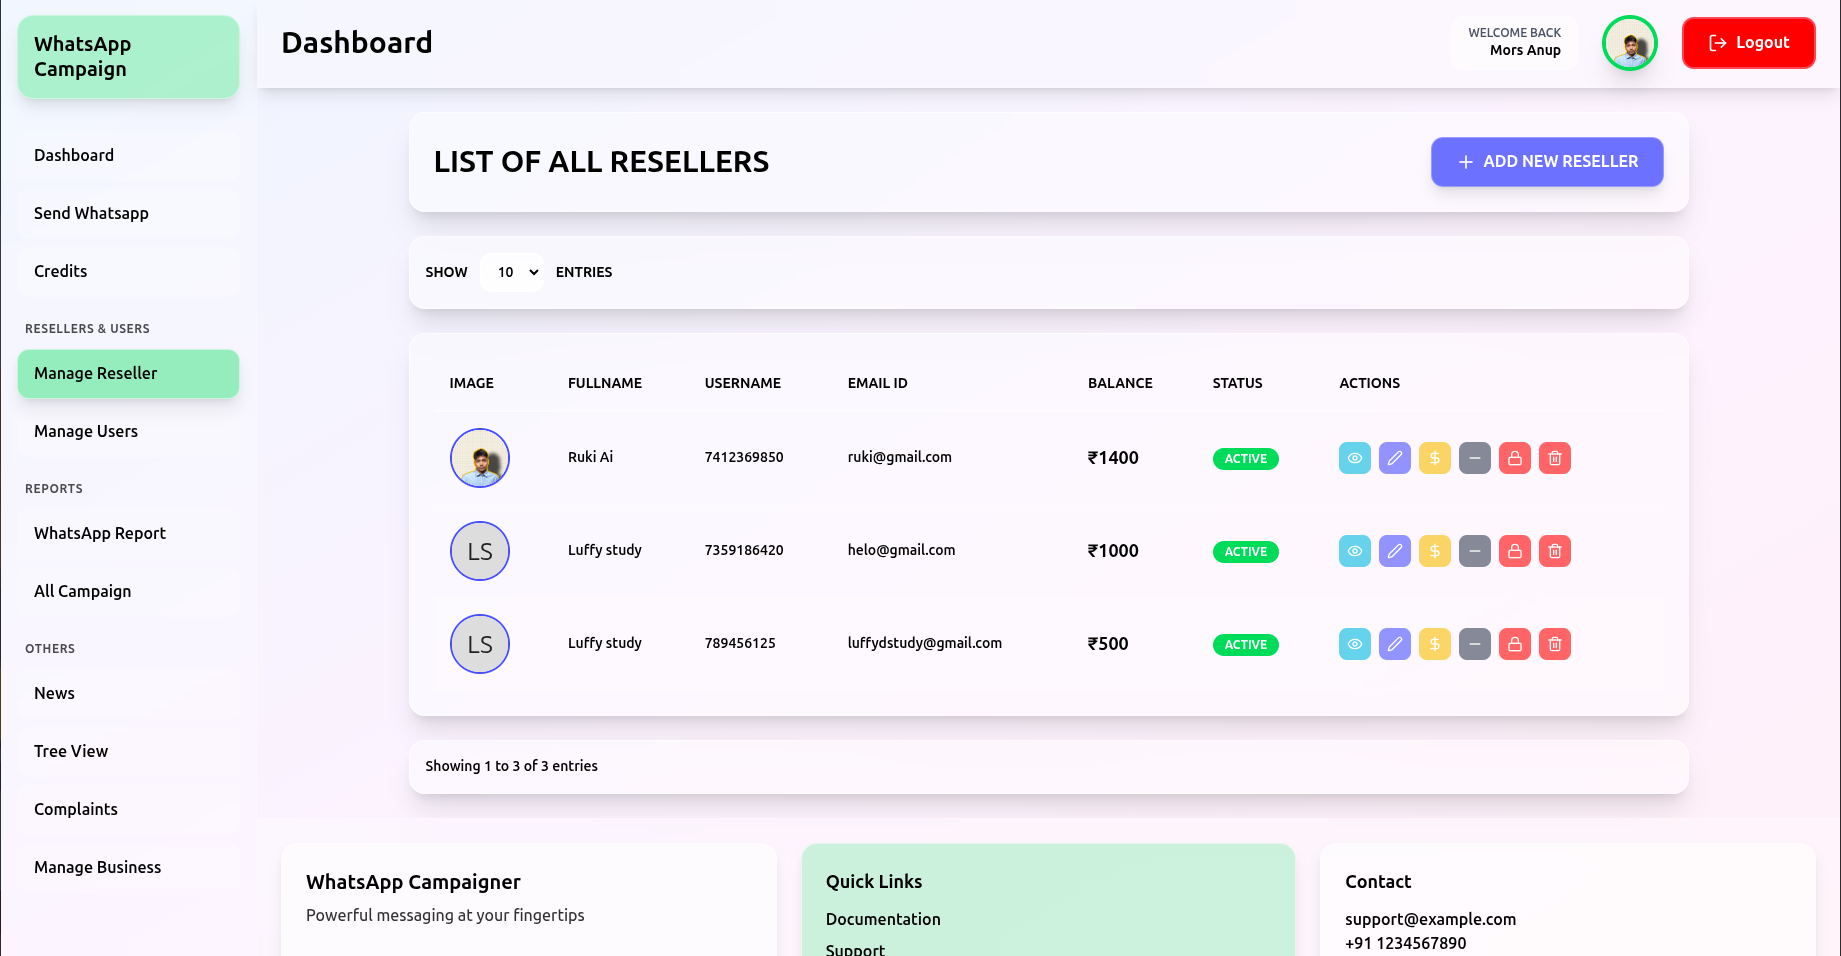 WhatsApp
Campaign
Dashboard
Send Whatsapp
Credits
RESELLERS & USERS
Manage Reseller
Manage Users
REPORTS
WhatsApp Report
All Campaign
OTHERS
News
Tree View
Complaints
Manage Business
Dashboard
WELCOME BACK
Mors Anup
Logout
LIST OF ALL RESELLERS
ADD NEW RESELLER
SHOW 10 ENTRIES
IMAGE FULLNAME USERNAME EMAIL ID BALANCE STATUS ACTIONS
Ruki Ai 7412369850 ruki@gmail.com ₹1400 ACTIVE
LS Luffy study 7359186420 helo@gmail.com ₹1000 ACTIVE
LS Luffy study 789456125 luffydstudy@gmail.com ₹500 ACTIVE
Showing 1 to 3 of 3 entries
WhatsApp Campaigner
Powerful messaging at your fingertips
Quick Links
Documentation
Support
Contact
support@example.com
+91 1234567890